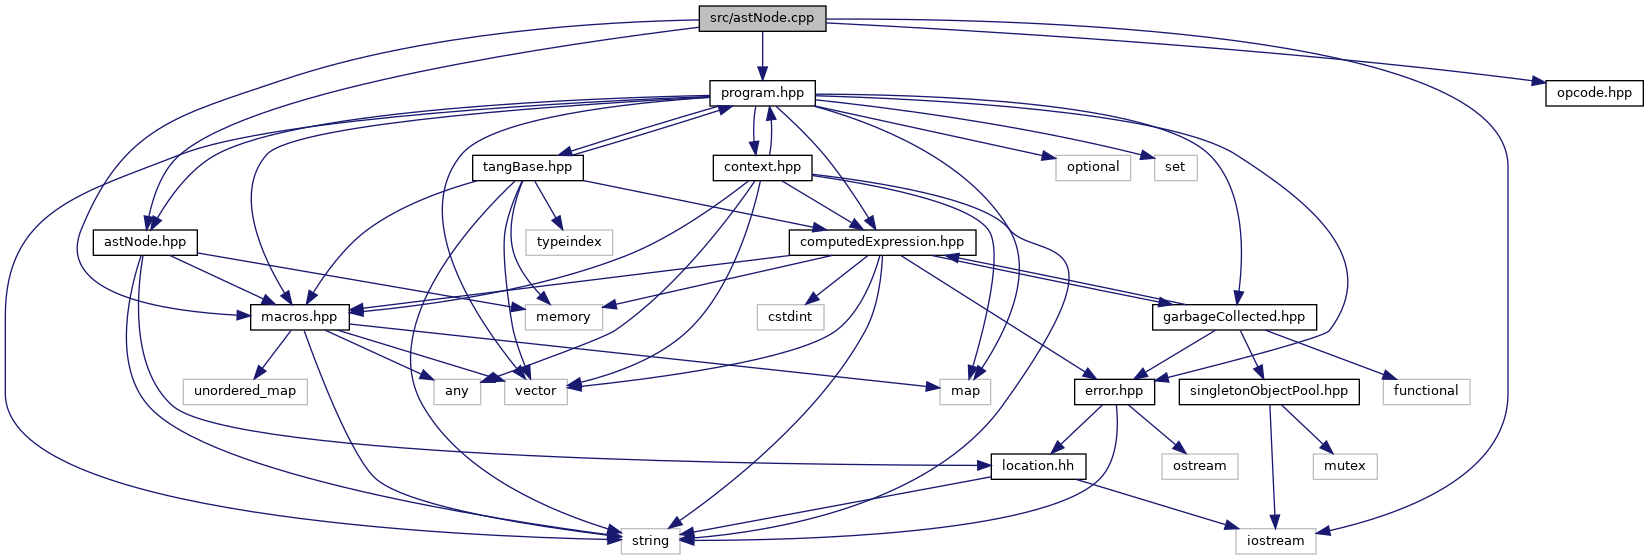 src/astNode.cpp
program.hpp
opcode.hpp
tangBase.hpp
context.hpp
optional
set
astNode.hpp
typeindex
computedExpression.hpp
macros.hpp
memory
cstdint
garbageCollected.hpp
unordered_map
any
vector
map
error.hpp
singletonObjectPool.hpp
functional
location.hh
ostream
mutex
string
iostream